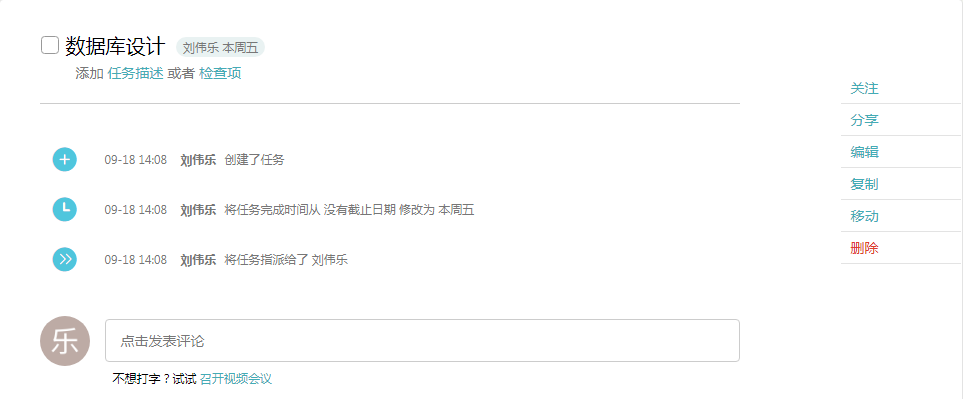 数据库设计 刘伟乐 本周五
添加 任务描述 或者 检查项
09-18 14:08 刘伟乐 创建了任务
09-18 14:08 刘伟乐 将任务完成时间从 没有截止日期 修改为 本周五
09-18 14:08 刘伟乐 将任务指派给了 刘伟乐
乐 点击发表评论
不想打字？试试 召开视频会议
关注
分享
编辑
复制
移动
删除